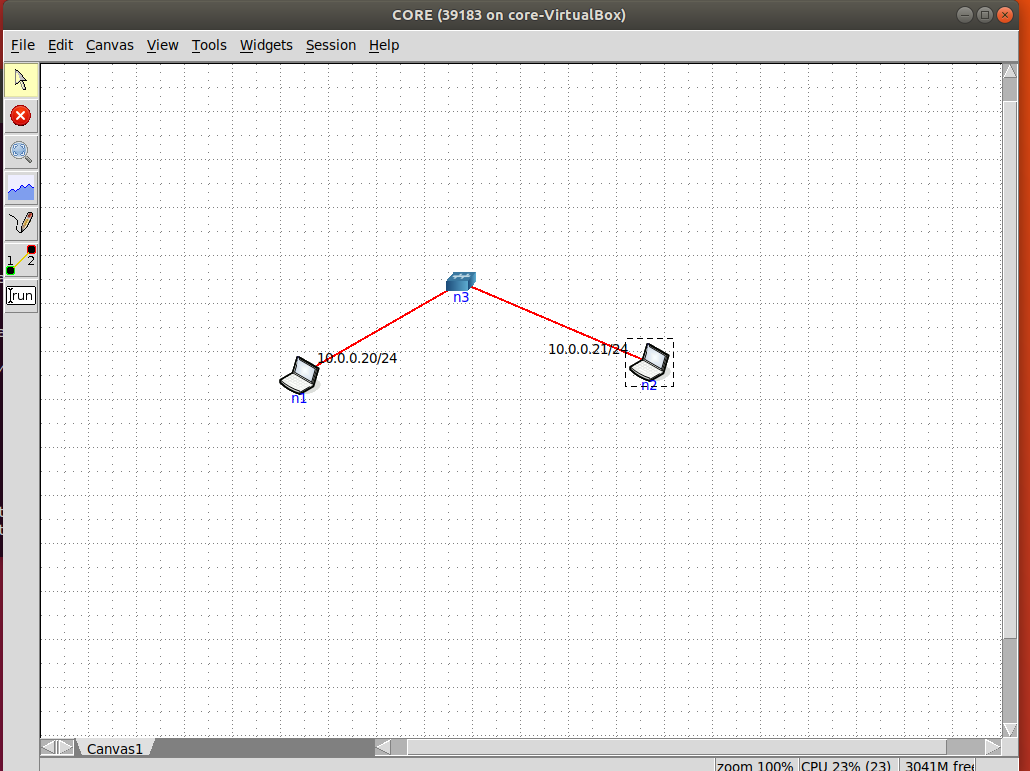 CORE (39183 on core-VirtualBox)
File Edit Canvas View Tools Widgets Session Help
1 2
run
n3
10.0.0.20/24
10.0.0.21/24
n1
n2
Canvas1
zoom 100% CPU 23% (23) 3041M free